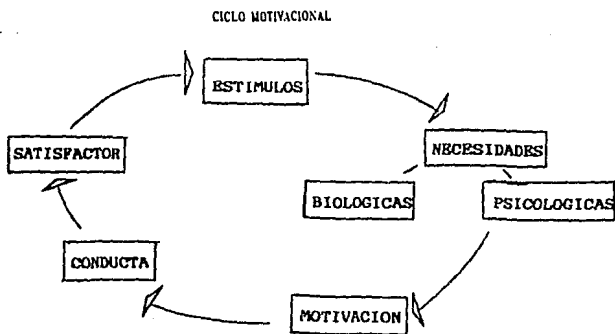 CICLO MOTIVACIONAL
ESTIMULOS
SATISFACTOR
NECESIDADES
BIOLOGICAS
PSICOLOGICAS
CONDUCTA
MOTIVACION